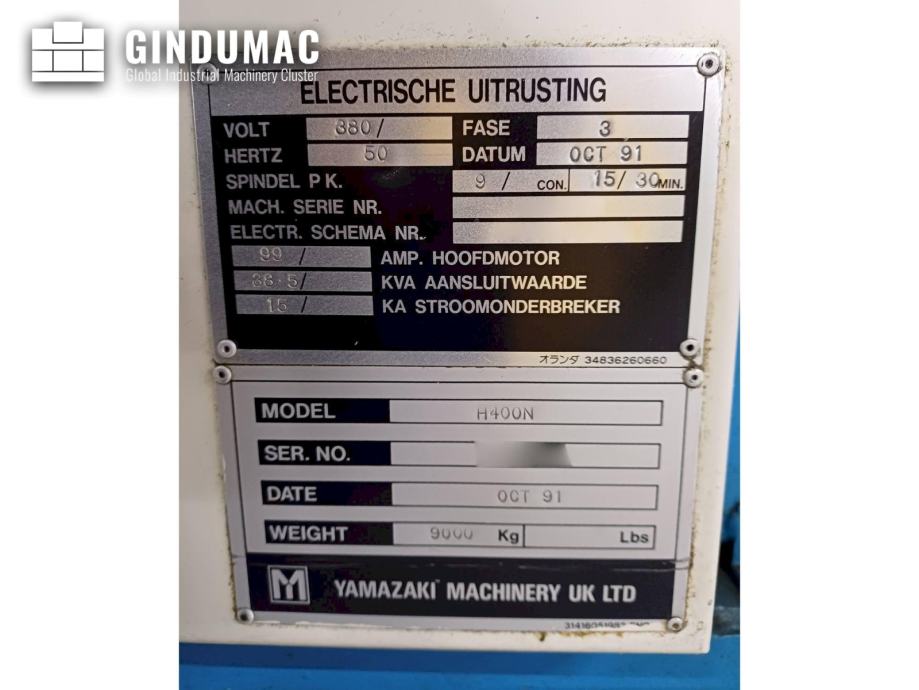 GINDUMAC
Global Industrial Machinery Cluster
ELECTRISCHE UITRUSTING
VOLT 380/ FASE 3
HERTZ 50 DATUM OCT 91
SPINDEL PK. 9/ CON. 15/30 MIN.
MACH. SERIE NR.
ELECTR. SCHEMA NR.
99/ AMP. HOOFDMOTOR
38.5/ KVA AANSLUITWAARDE
15/ KA STROOMONDERBREKER
オランダ 34836260660
MODEL H400N
SER. NO.
DATE OCT 91
WEIGHT 9000 Kg Lbs
M YAMAZAKI MACHINERY UK LTD